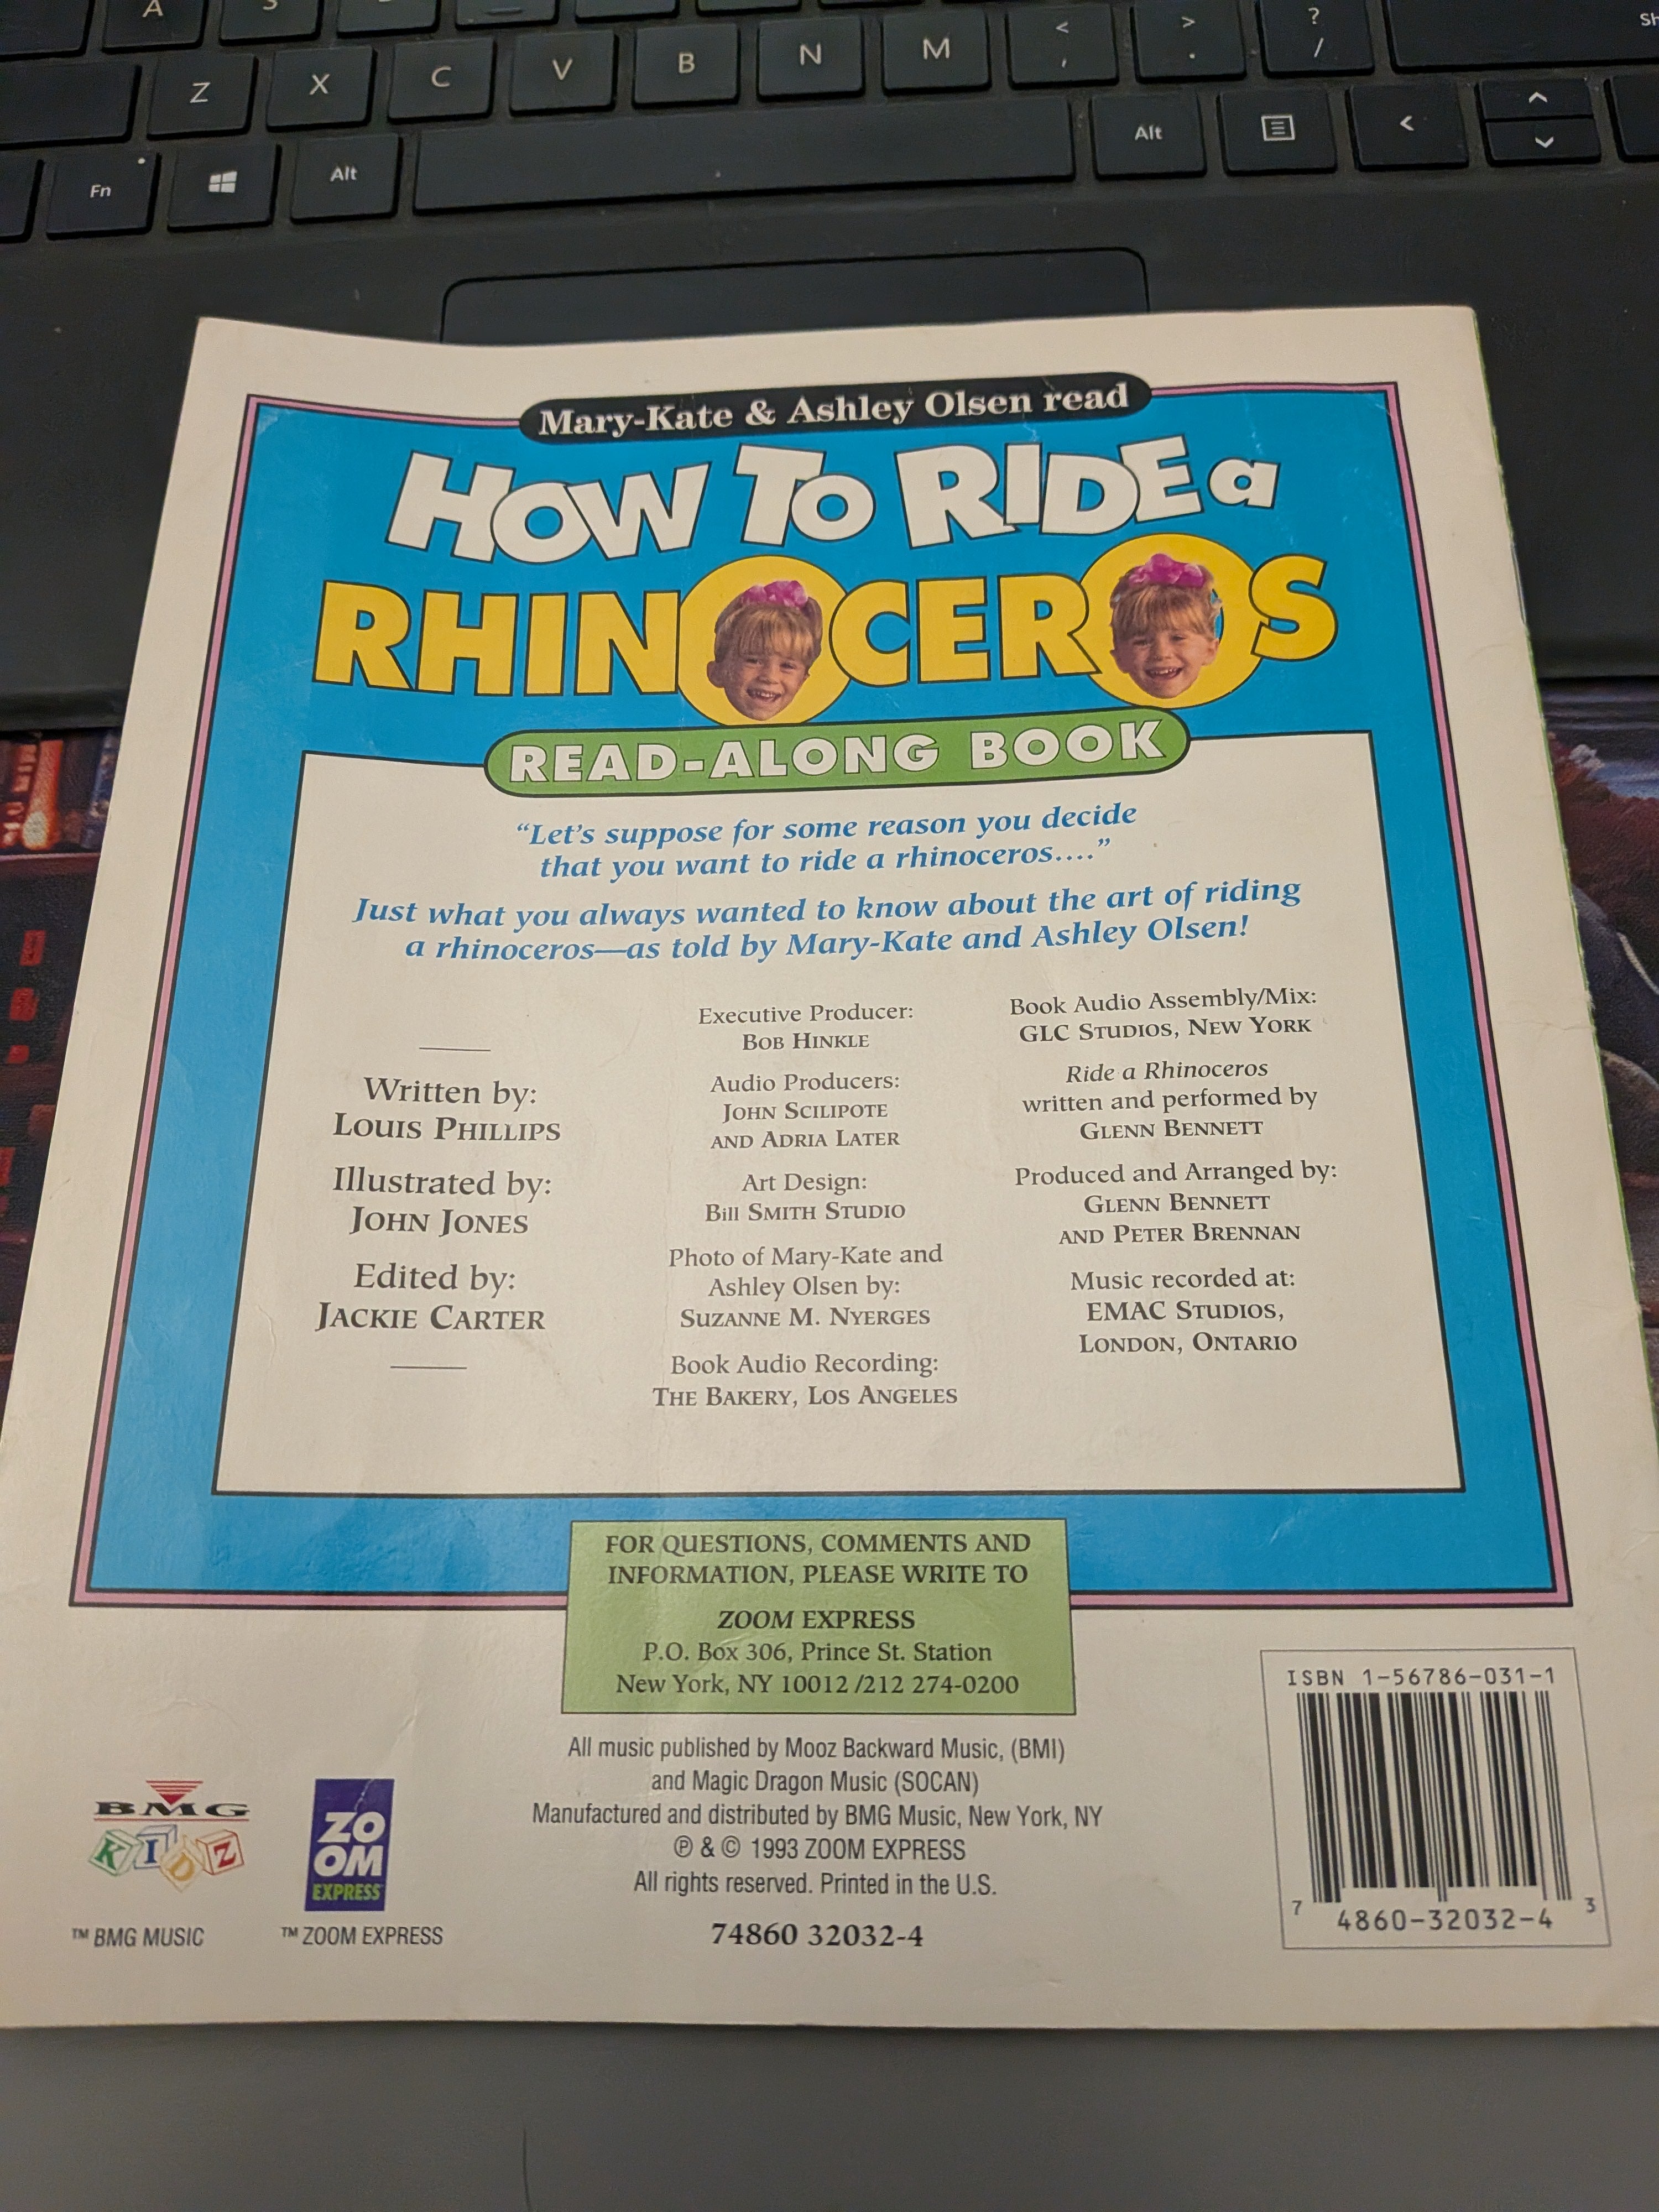 A
S
Z X C V B N M < , > . ? /
Sh
Fn Alt Alt
Mary-Kate & Ashley Olsen read
HOW TO RIDE a
RHINOCEROS
READ-ALONG BOOK
“Let’s suppose for some reason you decide
that you want to ride a rhinoceros....”
Just what you always wanted to know about the art of riding
a rhinoceros—as told by Mary-Kate and Ashley Olsen!
Written by:
LOUIS PHILLIPS
Illustrated by:
JOHN JONES
Edited by:
JACKIE CARTER
Executive Producer:
BOB HINKLE
Audio Producers:
JOHN SCILIPOTE
AND ADRIA LATER
Art Design:
Bill SMITH STUDIO
Photo of Mary-Kate and
Ashley Olsen by:
SUZANNE M. NYERGES
Book Audio Recording:
THE BAKERY, LOS ANGELES
Book Audio Assembly/Mix:
GLC STUDIOS, NEW YORK
Ride a Rhinoceros
written and performed by
GLENN BENNETT
Produced and Arranged by:
GLENN BENNETT
AND PETER BRENNAN
Music recorded at:
EMAC STUDIOS,
LONDON, ONTARIO
FOR QUESTIONS, COMMENTS AND
INFORMATION, PLEASE WRITE TO
ZOOM EXPRESS
P.O. Box 306, Prince St. Station
New York, NY 10012 /212 274-0200
All music published by Mooz Backward Music, (BMI)
and Magic Dragon Music (SOCAN)
Manufactured and distributed by BMG Music, New York, NY
℗ & © 1993 ZOOM EXPRESS
All rights reserved. Printed in the U.S.
74860 32032-4
BMG
KIDZ
™ BMG MUSIC
ZO
OM
EXPRESS
™ ZOOM EXPRESS
ISBN 1-56786-031-1
7 4860-32032-4 3